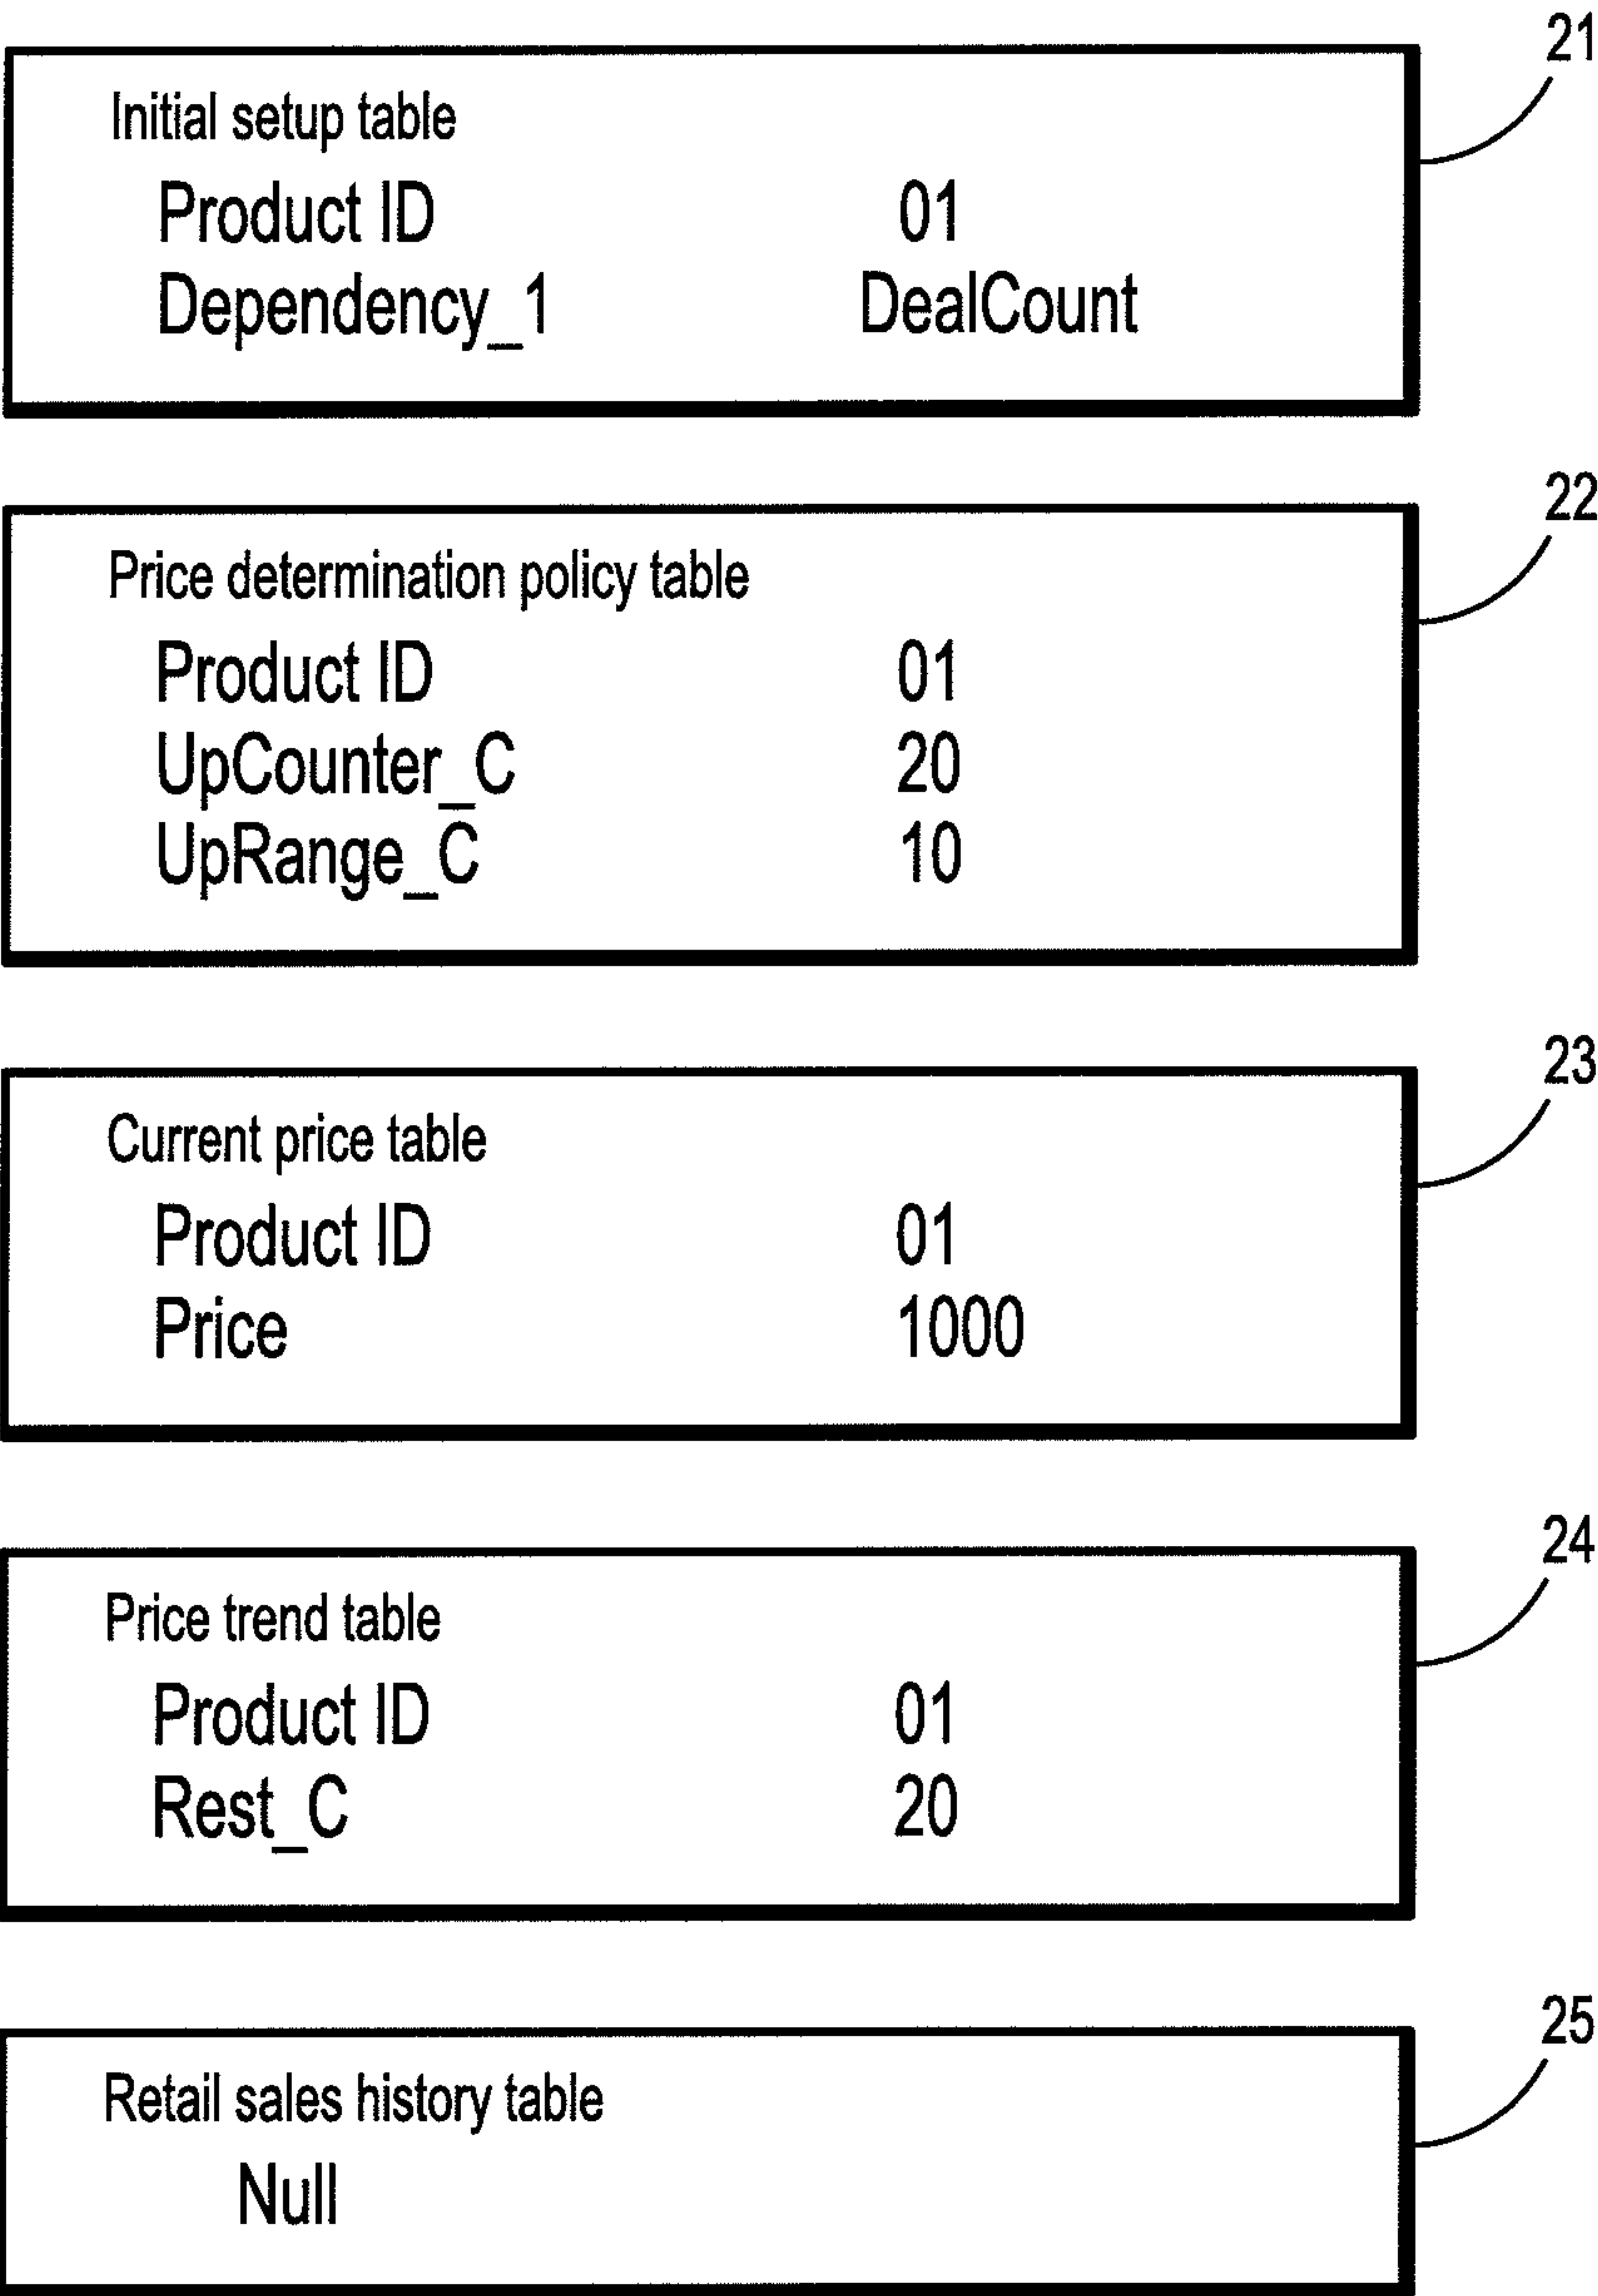 21
Initial setup table
Product ID 01
Dependency_1 DealCount
22
Price determination policy table
Product ID 01
UpCounter_C 20
UpRange_C 10
23
Current price table
Product ID 01
Price 1000
24
Price trend table
Product ID 01
Rest_C 20
25
Retail sales history table
Null